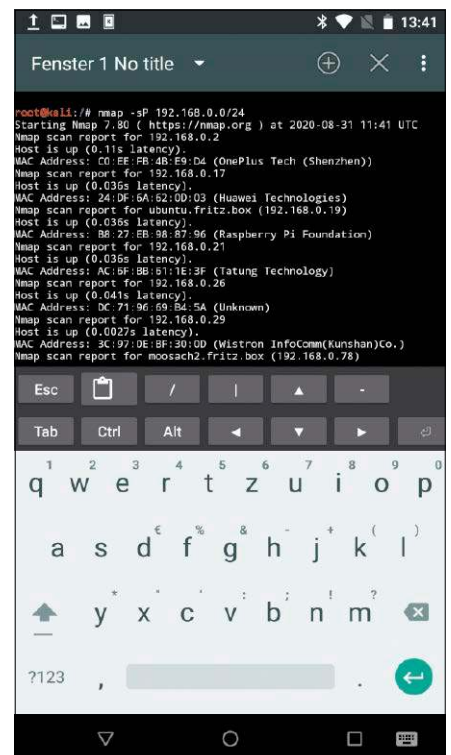 13:41
Fenster 1 No title
root@kali:/# nmap -sP 192.168.0.0/24
Starting Nmap 7.80 ( https://nmap.org ) at 2020-08-31 11:41 UTC
Nmap scan report for 192.168.0.2
Host is up (0.11s latency).
MAC Address: C0:EE:FB:4B:E9:D4 (OnePlus Tech (Shenzhen))
Nmap scan report for 192.168.0.17
Host is up (0.036s latency).
MAC Address: 24:DF:6A:62:0D:03 (Huawei Technologies)
Nmap scan report for ubuntu.fritz.box (192.168.0.19)
Host is up (0.036s latency).
MAC Address: B8:27:EB:98:87:96 (Raspberry Pi Foundation)
Nmap scan report for 192.168.0.21
Host is up (0.036s latency).
MAC Address: AC:6F:BB:61:1E:3F (Tatung Technology)
Nmap scan report for 192.168.0.26
Host is up (0.041s latency).
MAC Address: DC:71:96:69:B4:5A (Unknown)
Nmap scan report for 192.168.0.29
Host is up (0.0027s latency).
MAC Address: 3C:97:0E:BF:30:0D (Wistron InfoComm(Kunshan)Co.)
Nmap scan report for moosach2.fritz.box (192.168.0.78)
Esc / | -
Tab Ctrl Alt
1 2 3 4 5 6 7 8 9 0
q w e r t z u i o p
€ % & - + ( )
a s d f g h j k l
* " ' : ; ! ?
y x c v b n m
?123 , .